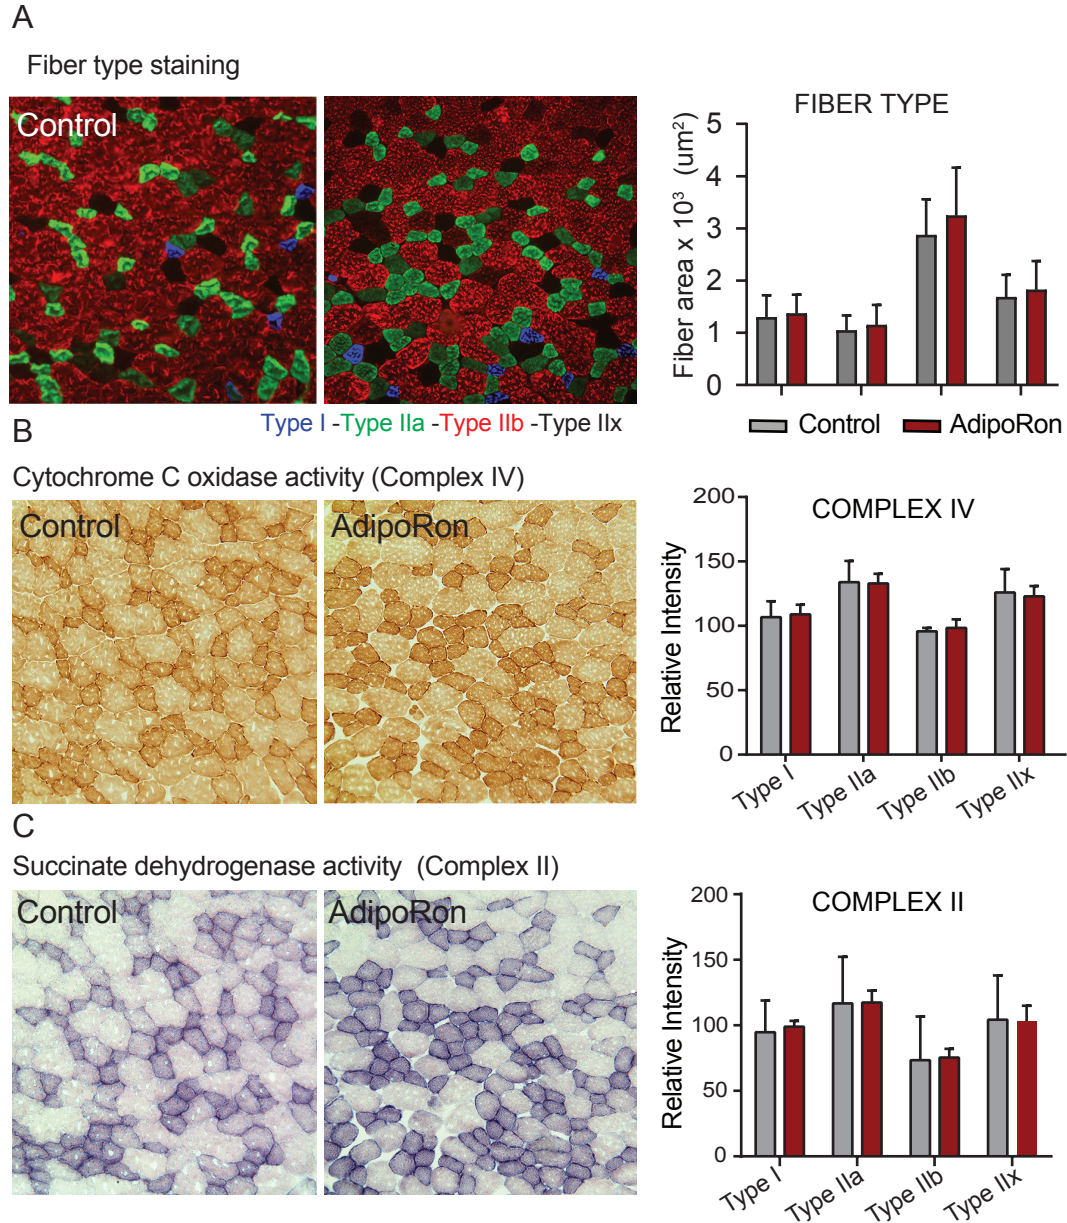 A
Fiber type staining
Control
FIBER TYPE
Fiber area x 10³ (um²)
5
4
3
2
1
0
Control
AdipoRon
Type I -Type IIa -Type IIb -Type IIx
B
Cytochrome C oxidase activity (Complex IV)
Control
AdipoRon
COMPLEX IV
Relative Intensity
200
150
100
50
0
Type I
Type IIa
Type IIb
Type IIx
C
Succinate dehydrogenase activity (Complex II)
Control
AdipoRon
COMPLEX II
Relative Intensity
200
150
100
50
0
Type I
Type IIa
Type IIb
Type IIx